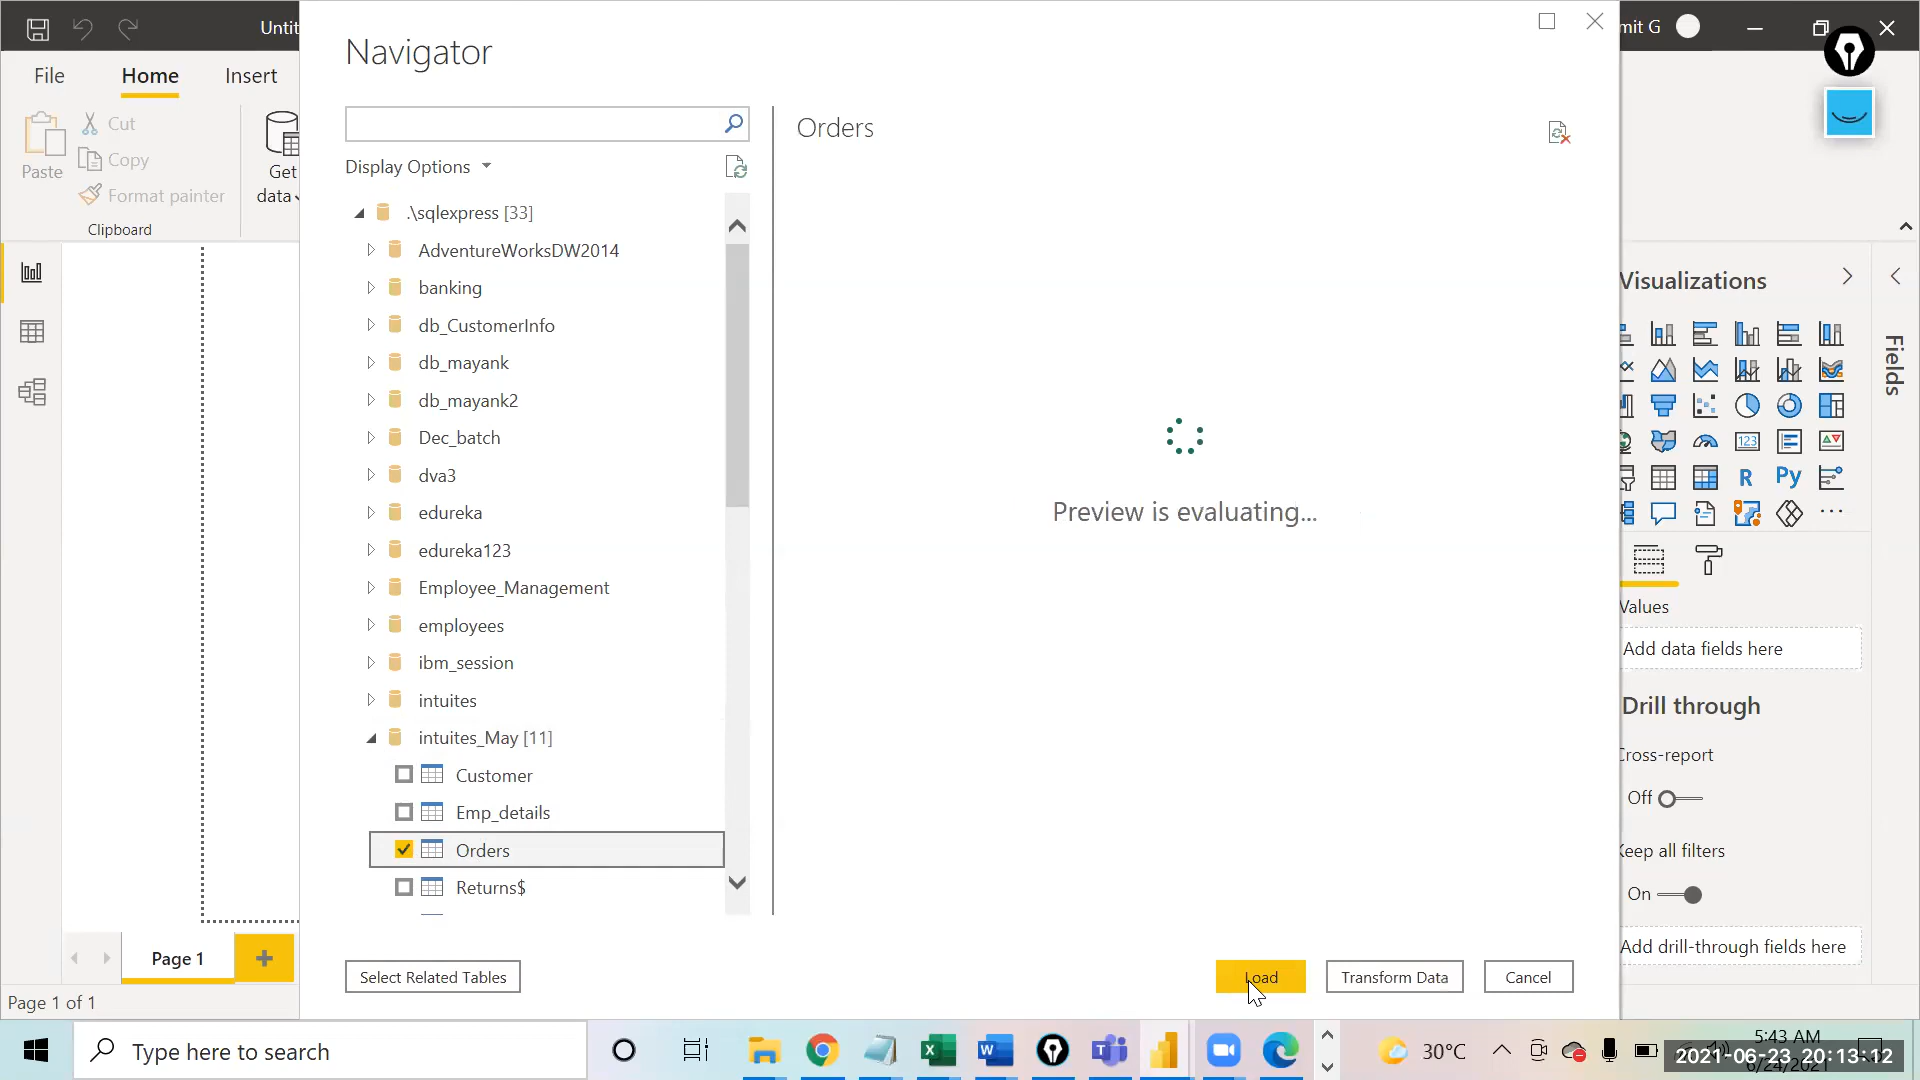 Untit
mit G
File
Home
Insert
Paste
Cut
Copy
Format painter
Clipboard
Get
data
Navigator
Display Options
.\sqlexpress [33]
AdventureWorksDW2014
banking
db_CustomerInfo
db_mayank
db_mayank2
Dec_batch
dva3
edureka
edureka123
Employee_Management
employees
ibm_session
intuites
intuites_May [11]
Customer
Emp_details
Orders
Returns$
Orders
Preview is evaluating...
Select Related Tables
Load
Transform Data
Cancel
Visualizations
Fields
123
R
Py
Values
Add data fields here
Drill through
Cross-report
Off
Keep all filters
On
Add drill-through fields here
Page 1
Page 1 of 1
Type here to search
30°C
5:43 AM
6/24/2021
2021-06-23 20:13:12